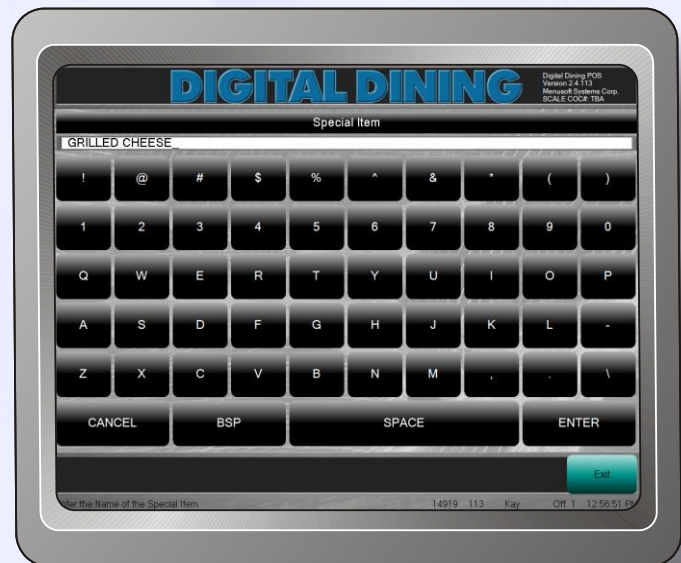 DIGITAL DINING
Digital Dining POS
Version 2.4.113
Menusoft Systems Corp.
SCALE COC#: TBA
Special Item
GRILLED CHEESE_
! @ # $ % ^ & * ( )
1 2 3 4 5 6 7 8 9 0
Q W E R T Y U I O P
A S D F G H J K L -
Z X C V B N M , . \
CANCEL BSP SPACE ENTER
Exit
the Name of the Special Item 14919 113 Kay Off 1 12:56:51 PM